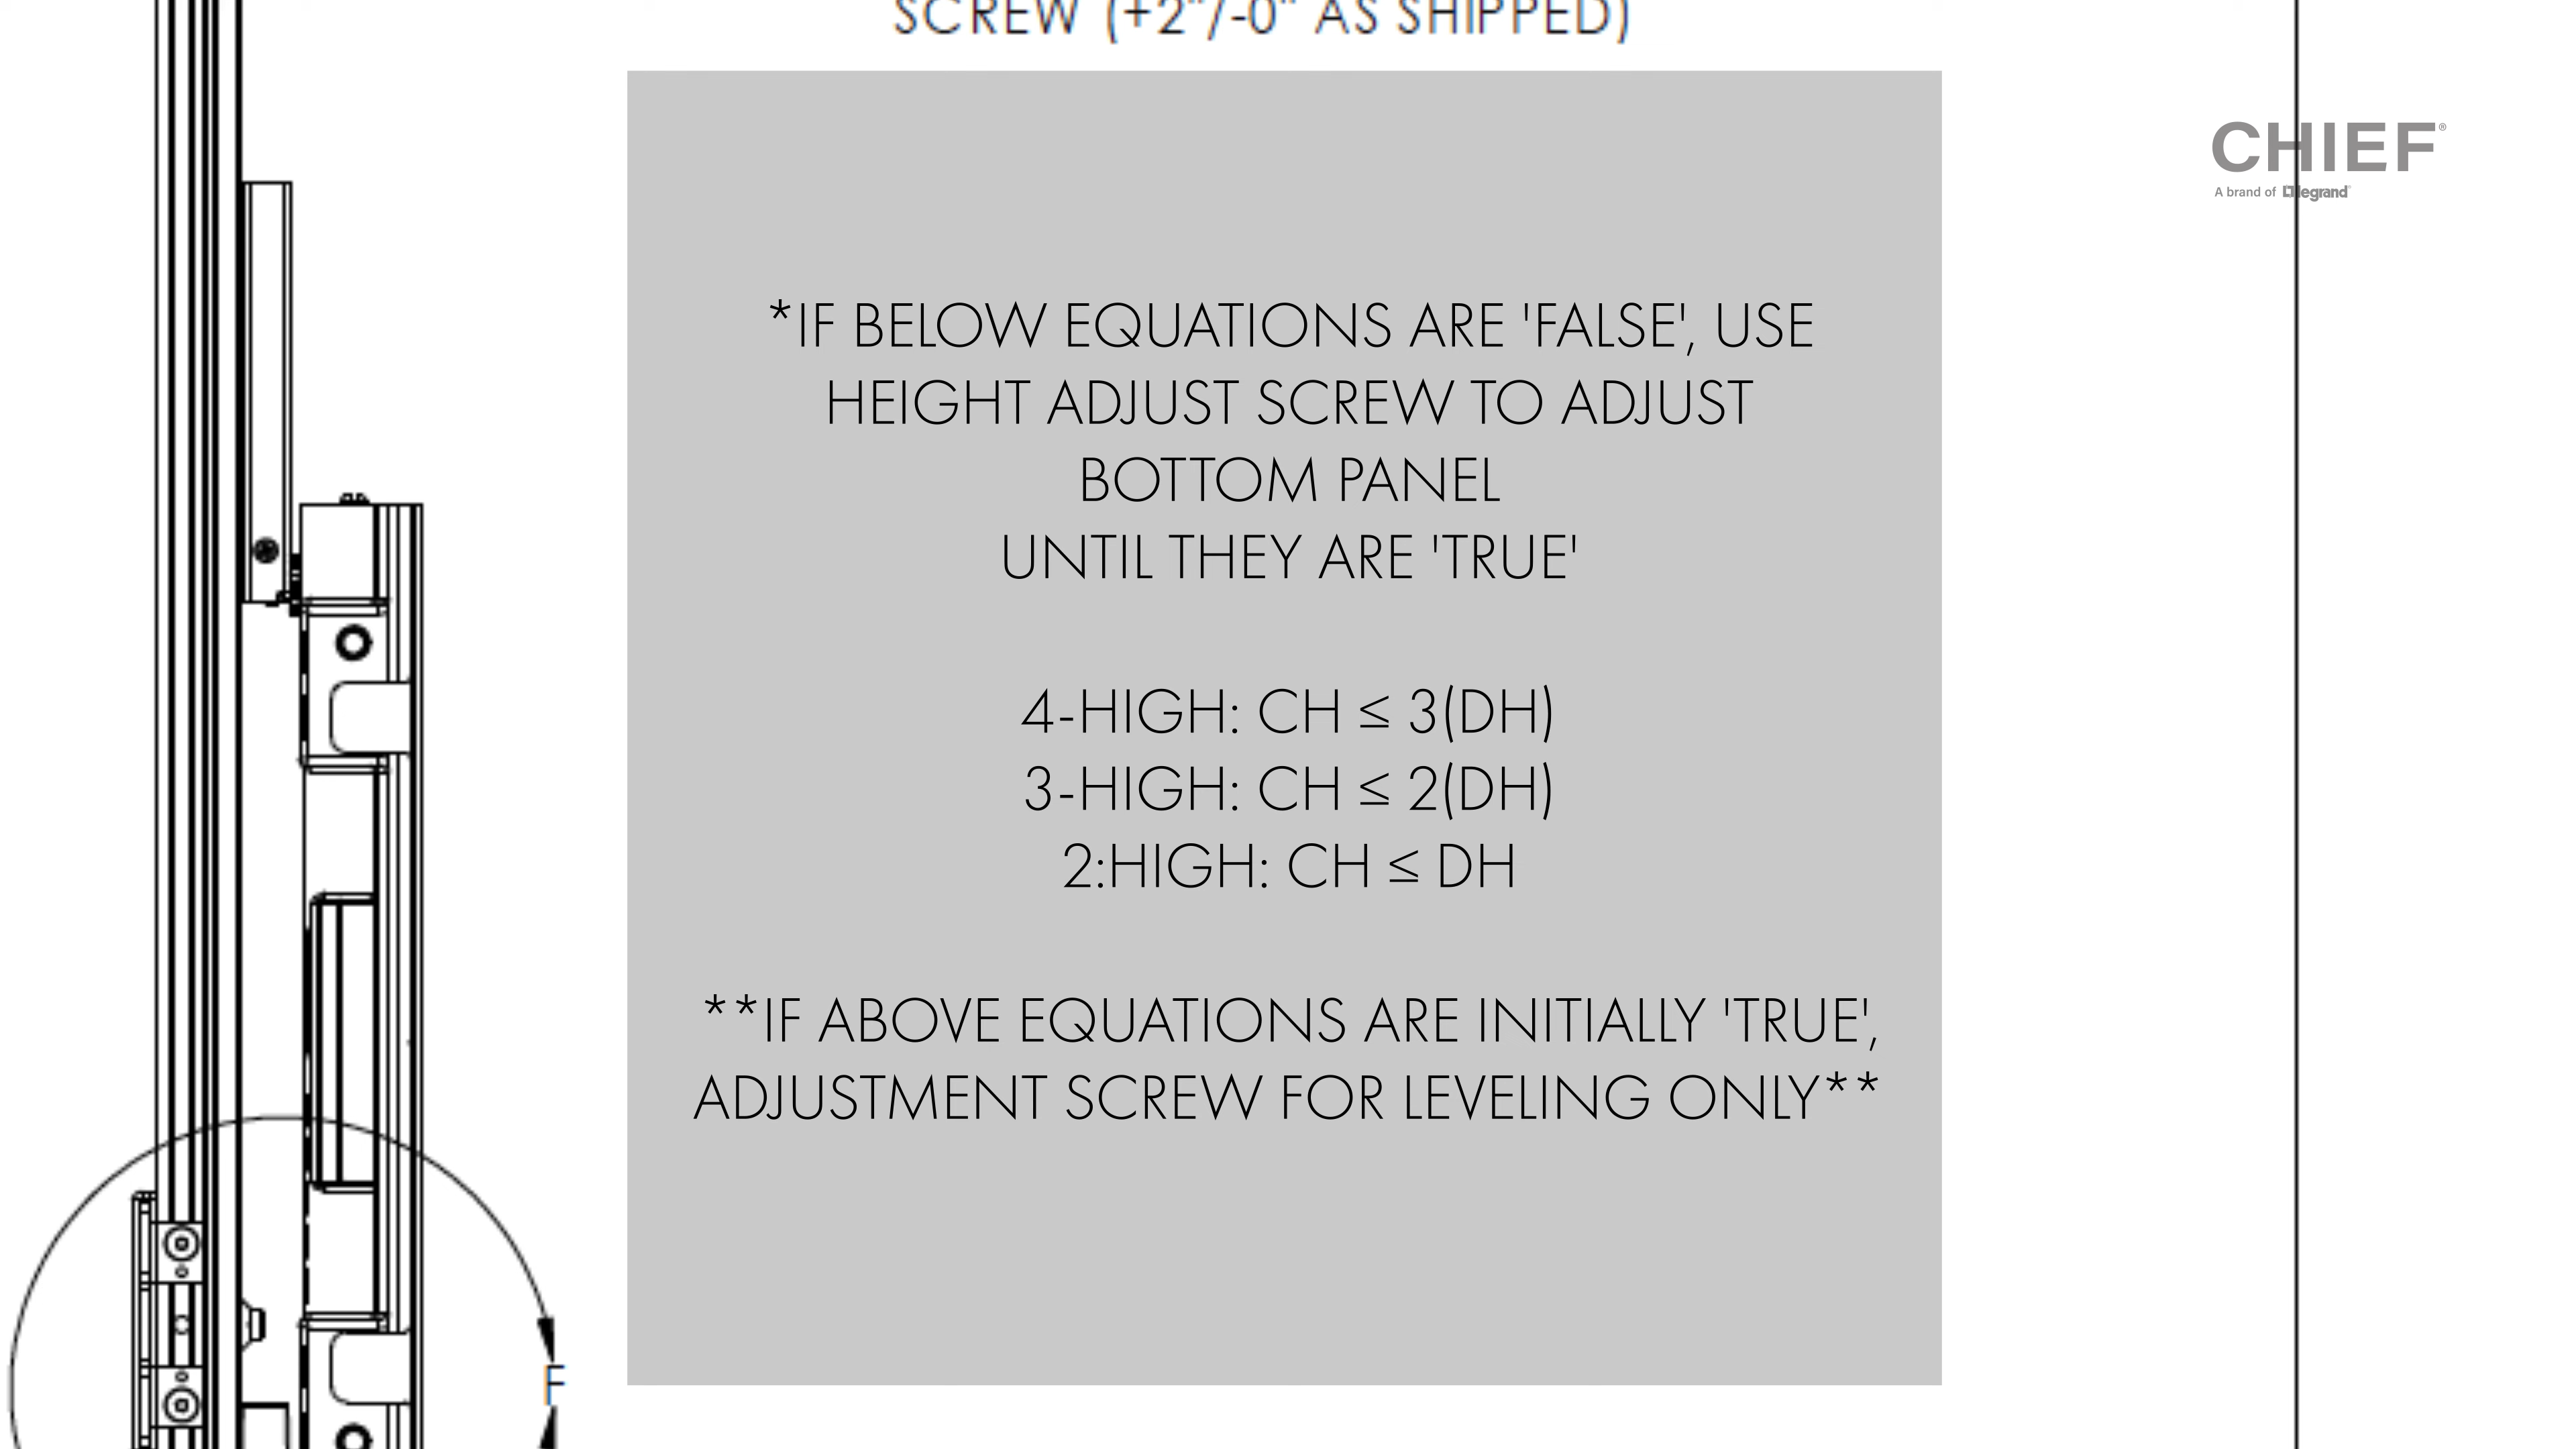 SCREW (+2"/-0" AS SHIPPED)
CHIEF®
A brand of legrand
*IF BELOW EQUATIONS ARE 'FALSE', USE
HEIGHT ADJUST SCREW TO ADJUST
BOTTOM PANEL
UNTIL THEY ARE 'TRUE'
4-HIGH: CH ≤ 3(DH)
3-HIGH: CH ≤ 2(DH)
2:HIGH: CH ≤ DH
**IF ABOVE EQUATIONS ARE INITIALLY 'TRUE',
ADJUSTMENT SCREW FOR LEVELING ONLY**
F